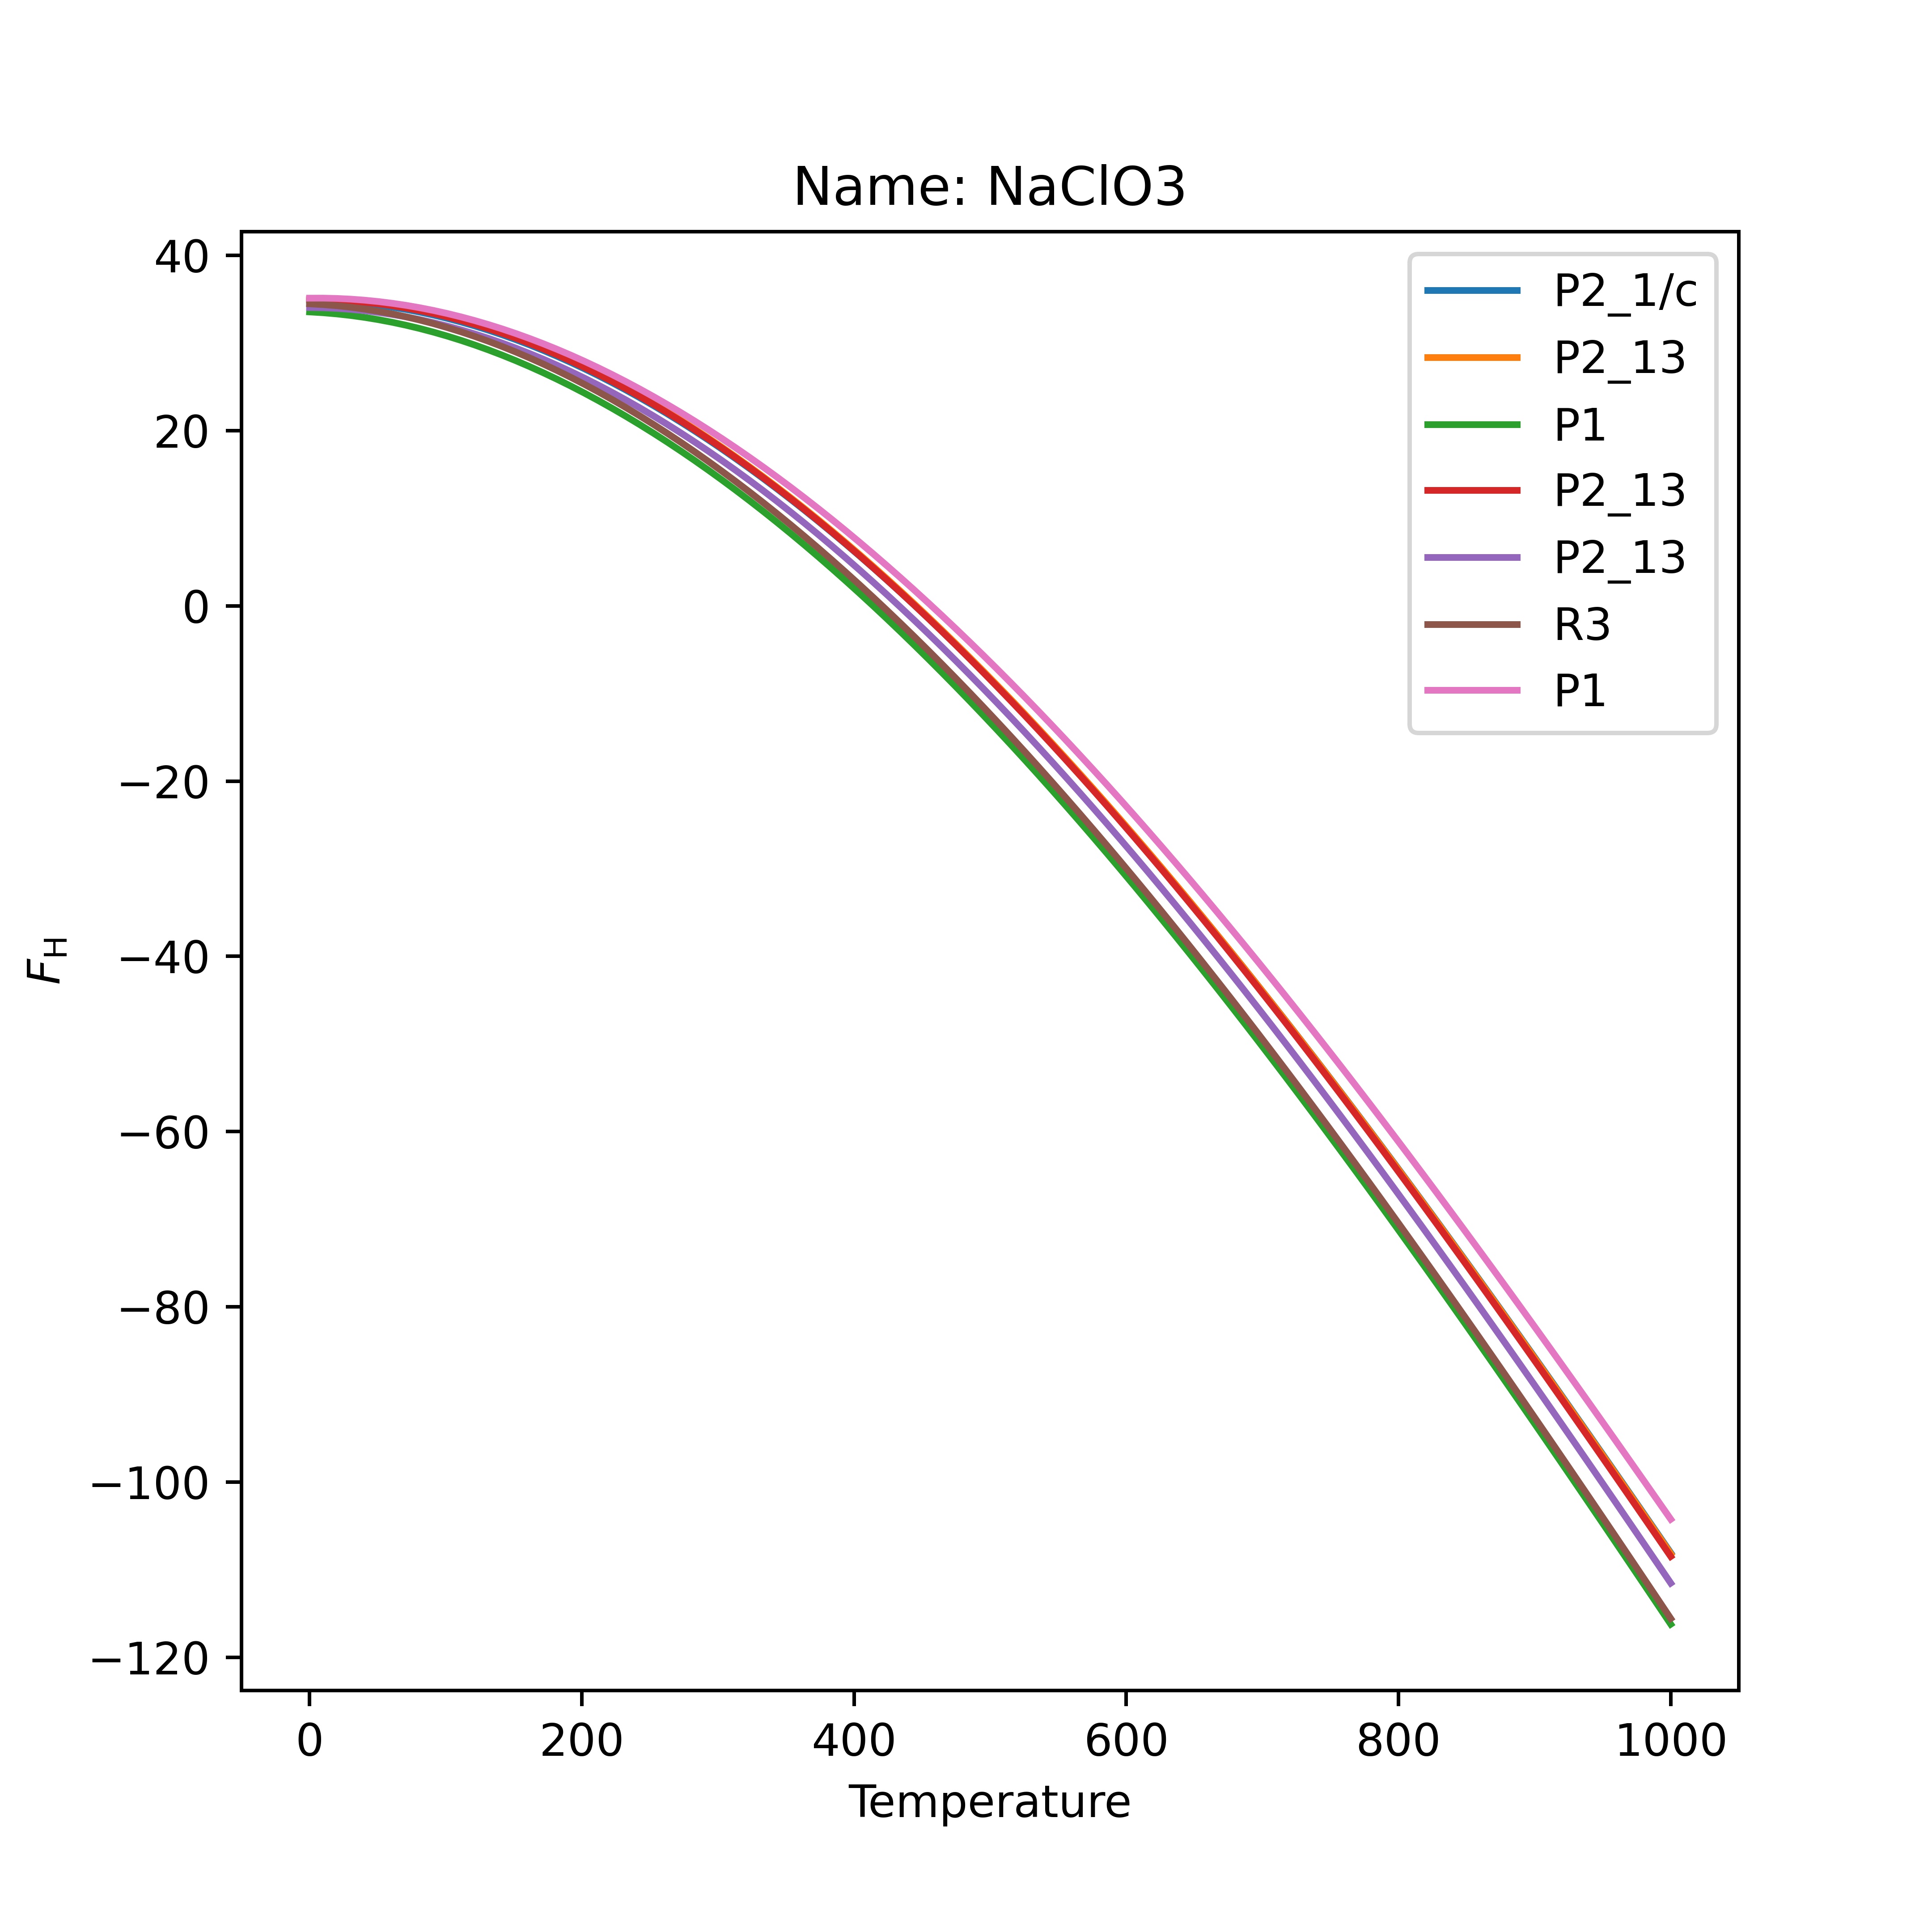 Name: NaClO3
40
20
0
−20
−40
−60
−80
−100
−120
F_H
P2_1/c
P2_13
P1
P2_13
P2_13
R3
P1
0 200 400 600 800 1000
Temperature